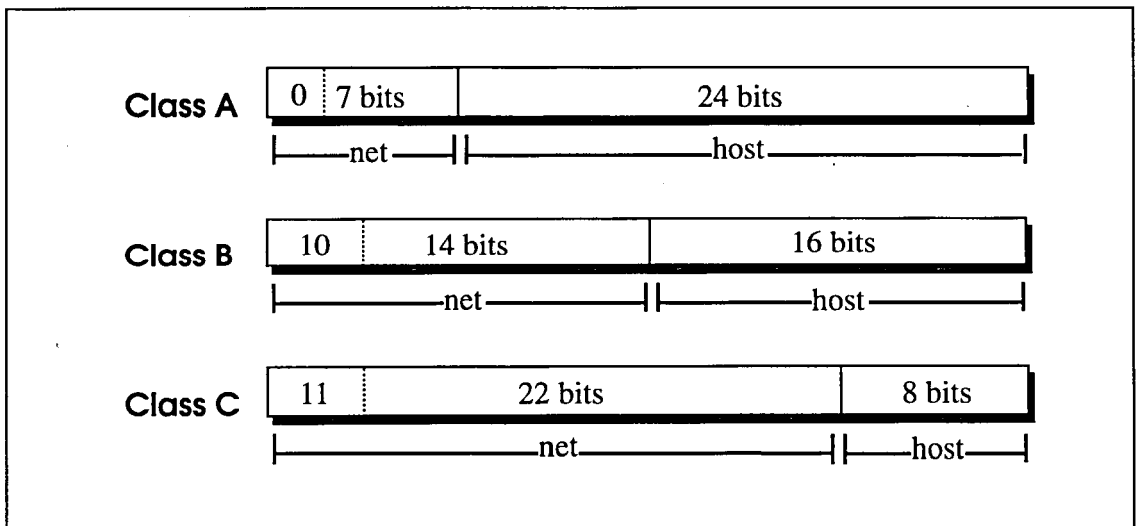 Class A 0 7 bits 24 bits
net host
Class B 10 14 bits 16 bits
net host
Class C 11 22 bits 8 bits
net host